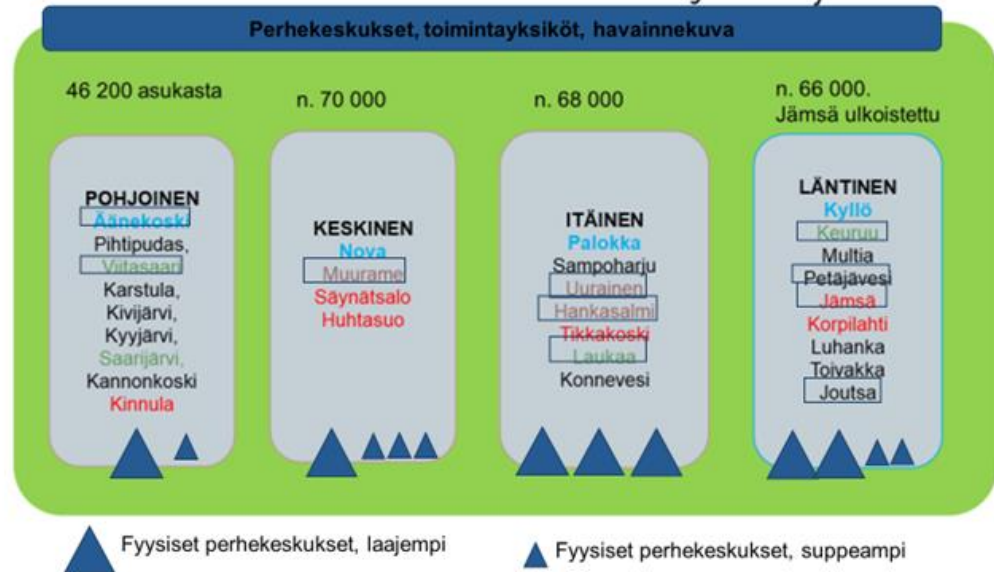 Perhekeskukset, toimintayksiköt, havainnekuva
46 200 asukasta
POHJOINEN
Äänekoski
Pihtipudas,
Viitasaari
Karstula,
Kivijärvi,
Kyyjärvi,
Saarijärvi,
Kannonkoski
Kinnula
n. 70 000
KESKINEN
Nova
Muurame
Säynätsalo
Huhtasuo
n. 68 000
ITÄINEN
Palokka
Sampoharju
Uurainen
Hankasalmi
Tikkakoski
Laukaa
Konnevesi
n. 66 000.
Jämsä ulkoistettu
LÄNTINEN
Kyllö
Keuruu
Multia
Petäjävesi
Jämsä
Korpilahti
Luhanka
Toivakka
Joutsa
Fyysiset perhekeskukset, laajempi
Fyysiset perhekeskukset, suppeampi